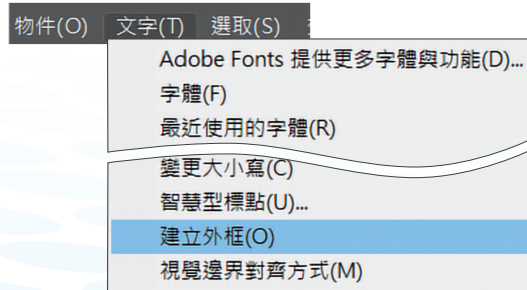 物件(O) 文字(T) 選取(S)
Adobe Fonts 提供更多字體與功能(D)...
字體(F)
最近使用的字體(R)
變更大小寫(C)
智慧型標點(U)...
建立外框(O)
視覺邊界對齊方式(M)